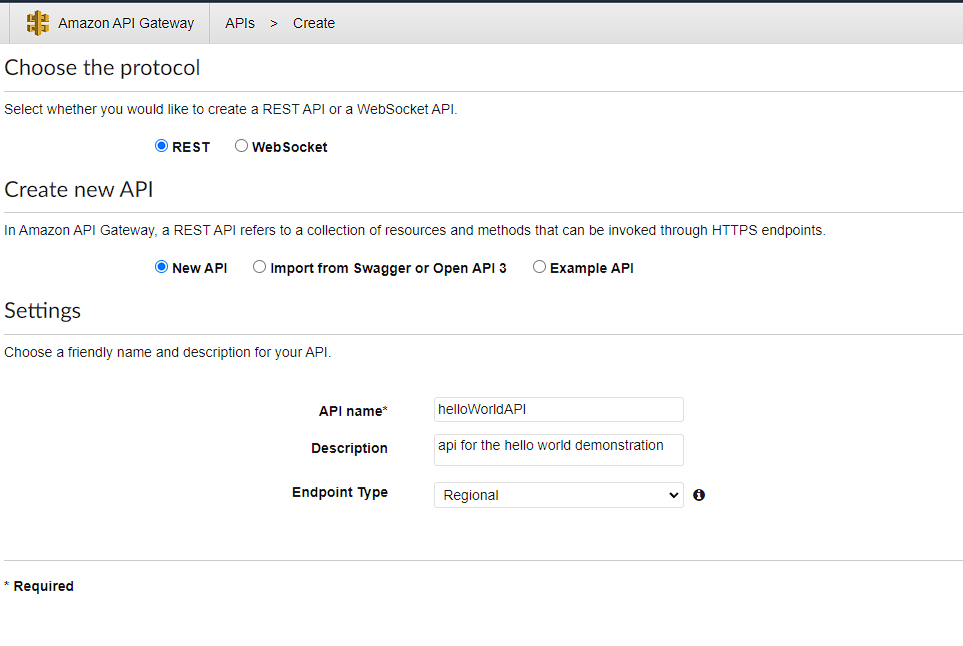 Amazon API Gateway APIs > Create
Choose the protocol
Select whether you would like to create a REST API or a WebSocket API.
REST WebSocket
Create new API
In Amazon API Gateway, a REST API refers to a collection of resources and methods that can be invoked through HTTPS endpoints.
New API Import from Swagger or Open API 3 Example API
Settings
Choose a friendly name and description for your API.
API name* helloWorldAPI
Description api for the hello world demonstration
Endpoint Type Regional
* Required